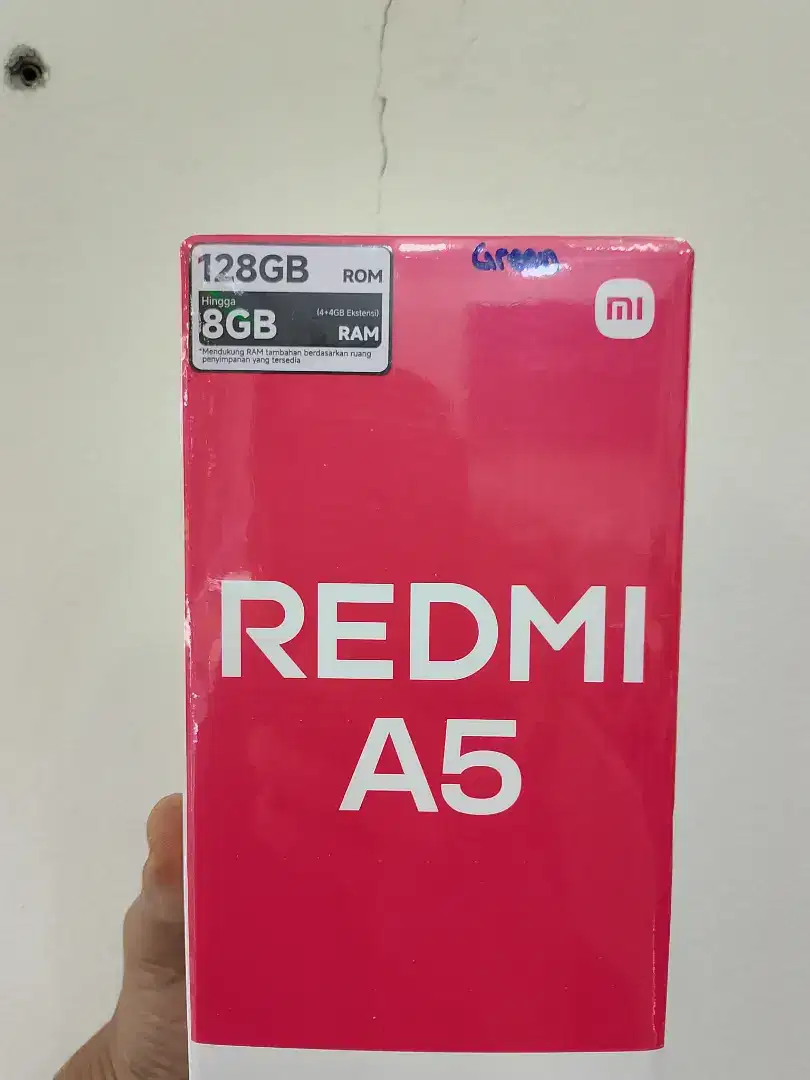 128GB ROM
Hingga
8GB (4+4GB Ekstensi) RAM
*Mendukung RAM tambahan berdasarkan ruang
penyimpanan yang tersedia
Green
mi
REDMI
A5